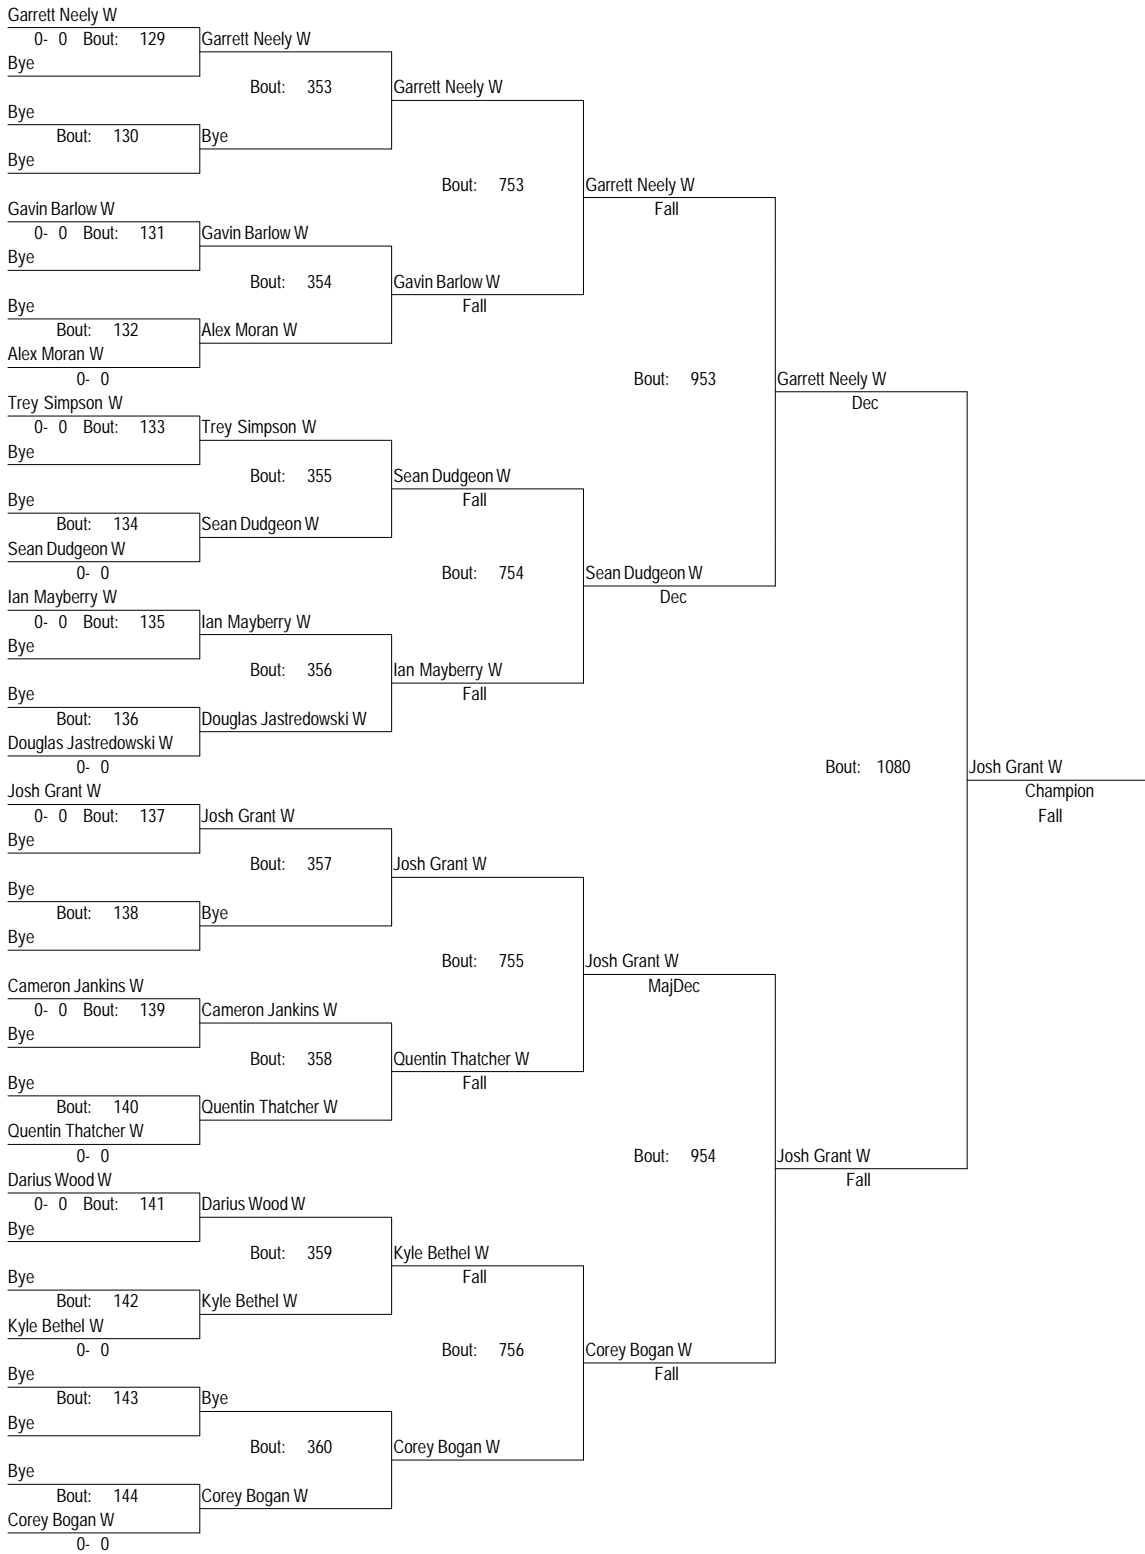 Garrett Neely W
0- 0 Bout: 129 Garrett Neely W
Bye
Bout: 353 Garrett Neely W
Bye
Bout: 130 Bye
Bye
Bout: 753 Garrett Neely W
Gavin Barlow W Fall
0- 0 Bout: 131 Gavin Barlow W
Bye
Bout: 354 Gavin Barlow W
Bye Fall
Bout: 132 Alex Moran W
Alex Moran W
0- 0 Bout: 953 Garrett Neely W
Trey Simpson W Dec
0- 0 Bout: 133 Trey Simpson W
Bye
Bout: 355 Sean Dudgeon W
Bye Fall
Bout: 134 Sean Dudgeon W
Sean Dudgeon W
0- 0 Bout: 754 Sean Dudgeon W
Ian Mayberry W Dec
0- 0 Bout: 135 Ian Mayberry W
Bye
Bout: 356 Ian Mayberry W
Bye Fall
Bout: 136 Douglas Jastredowski W
Douglas Jastredowski W
0- 0 Bout: 1080 Josh Grant W
Josh Grant W Champion
0- 0 Bout: 137 Josh Grant W Fall
Bye
Bout: 357 Josh Grant W
Bye
Bout: 138 Bye
Bye
Bout: 755 Josh Grant W
Cameron Jankins W MajDec
0- 0 Bout: 139 Cameron Jankins W
Bye
Bout: 358 Quentin Thatcher W
Bye Fall
Bout: 140 Quentin Thatcher W
Quentin Thatcher W
0- 0 Bout: 954 Josh Grant W
Darius Wood W Fall
0- 0 Bout: 141 Darius Wood W
Bye
Bout: 359 Kyle Bethel W
Bye Fall
Bout: 142 Kyle Bethel W
Kyle Bethel W
0- 0 Bout: 756 Corey Bogan W
Bye Fall
Bout: 143 Bye
Bye
Bout: 360 Corey Bogan W
Bye
Bout: 144 Corey Bogan W
Corey Bogan W
0- 0